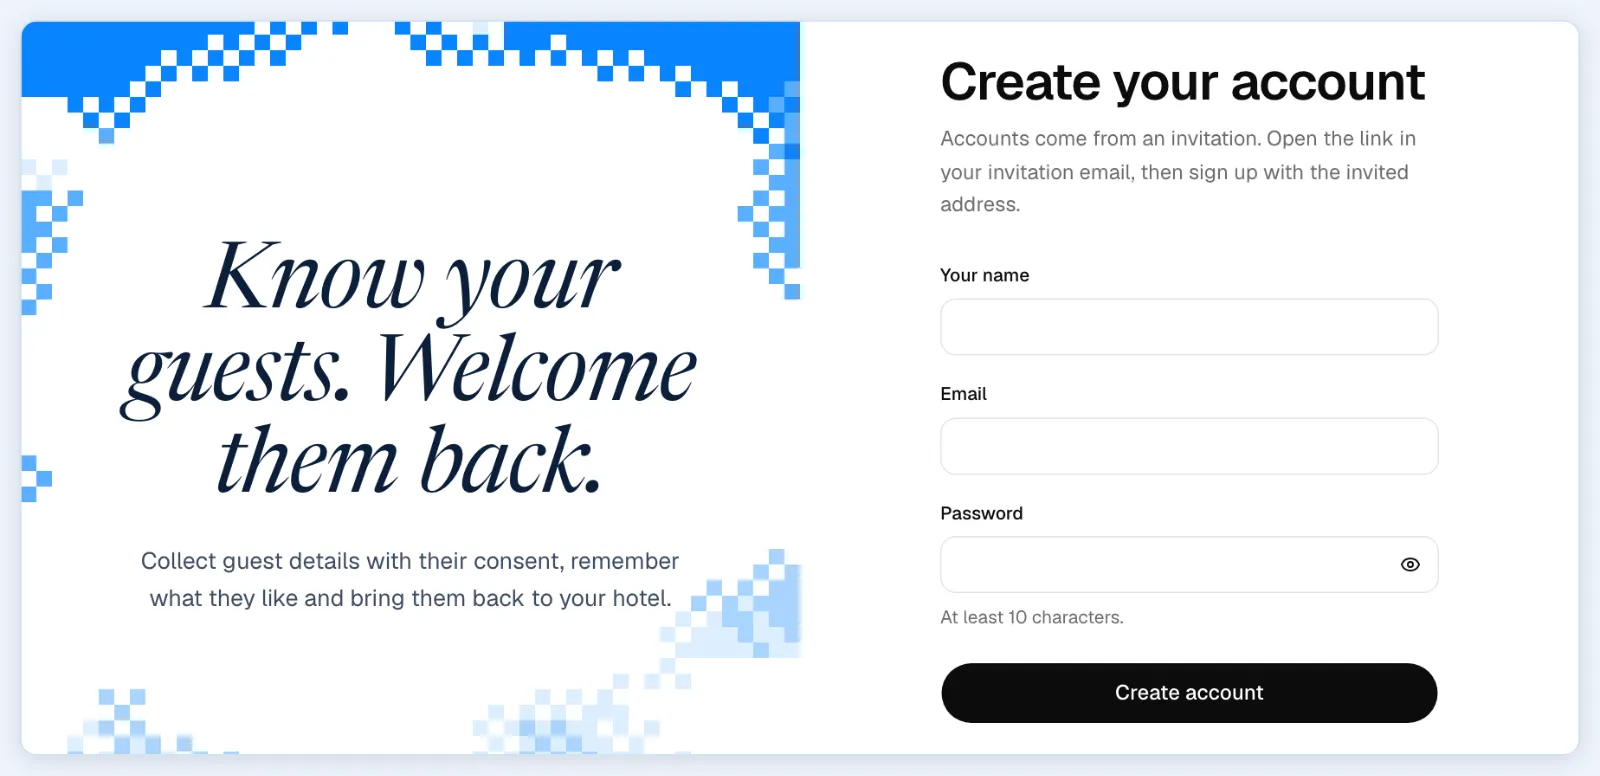 Know your
guests. Welcome
them back.
Collect guest details with their consent, remember
what they like and bring them back to your hotel.
Create your account
Accounts come from an invitation. Open the link in
your invitation email, then sign up with the invited
address.
Your name
Email
Password
At least 10 characters.
Create account